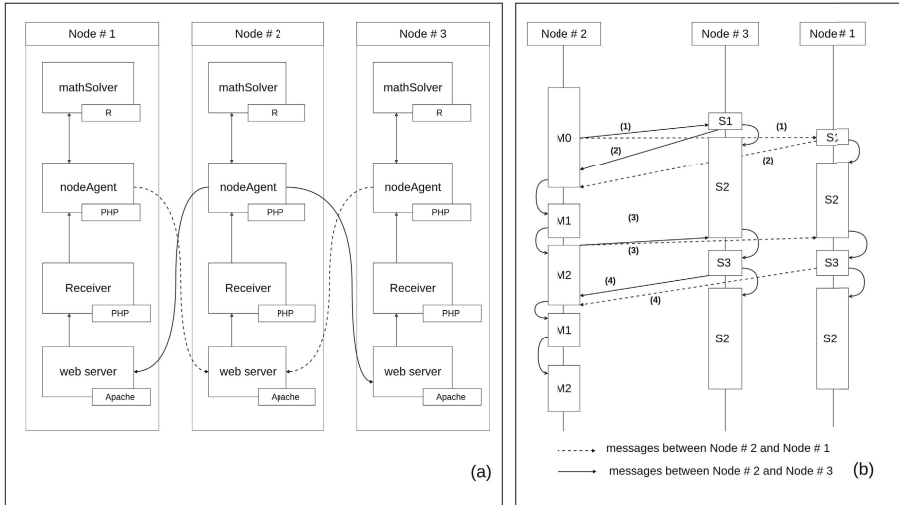 Node # 1
Node # 2
Node # 3
mathSolver
R
mathSolver
R
mathSolver
R
nodeAgent
PHP
nodeAgent
PHP
nodeAgent
PHP
Receiver
PHP
Receiver
PHP
Receiver
PHP
web server
Apache
web server
Apache
web server
Apache
(a)
Node # 2
Node # 3
Node # 1
M0
S1
S1
(1)
(1)
(2)
(2)
S2
S2
M1
(3)
(3)
M2
S3
S3
(4)
(4)
M1
S2
S2
M2
messages between Node # 2 and Node # 1
messages between Node # 2 and Node # 3
(b)